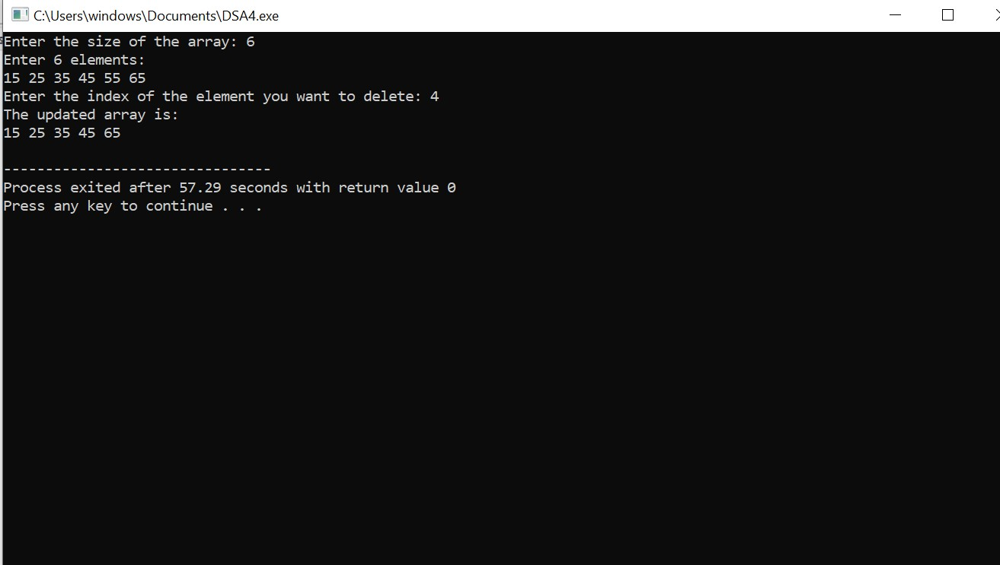 C:\Users\windows\Documents\DSA4.exe
Enter the size of the array: 6
Enter 6 elements:
15 25 35 45 55 65
Enter the index of the element you want to delete: 4
The updated array is:
15 25 35 45 65
--------------------------------
Process exited after 57.29 seconds with return value 0
Press any key to continue . . .